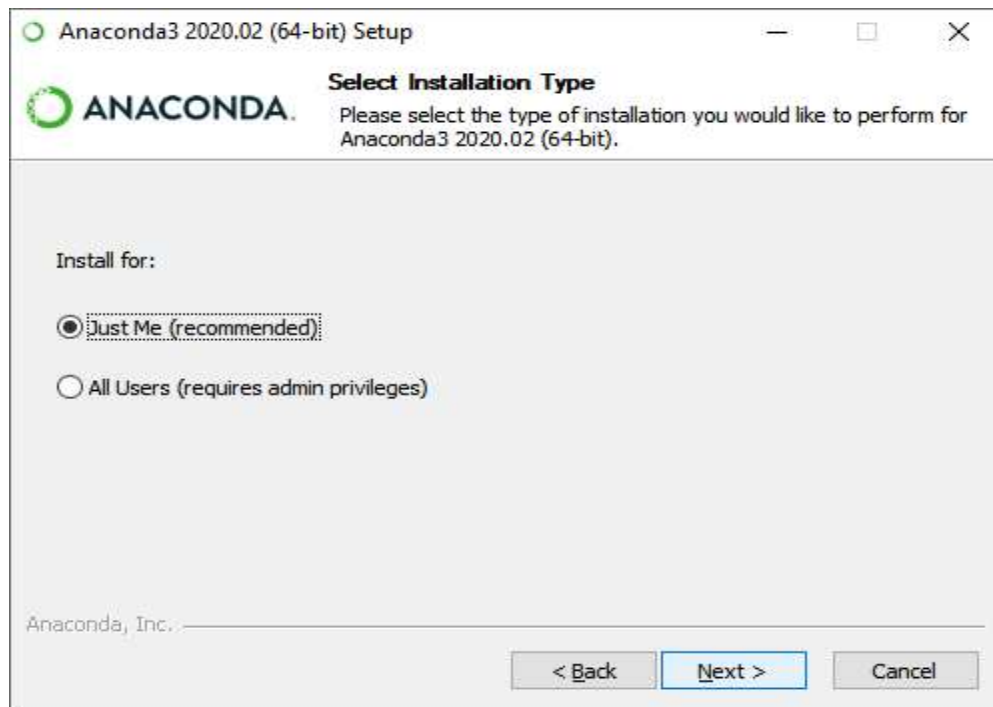 Anaconda3 2020.02 (64-bit) Setup
ANACONDA.
Select Installation Type
Please select the type of installation you would like to perform for
Anaconda3 2020.02 (64-bit).
Install for:
Just Me (recommended)
All Users (requires admin privileges)
Anaconda, Inc.
< Back
Next >
Cancel